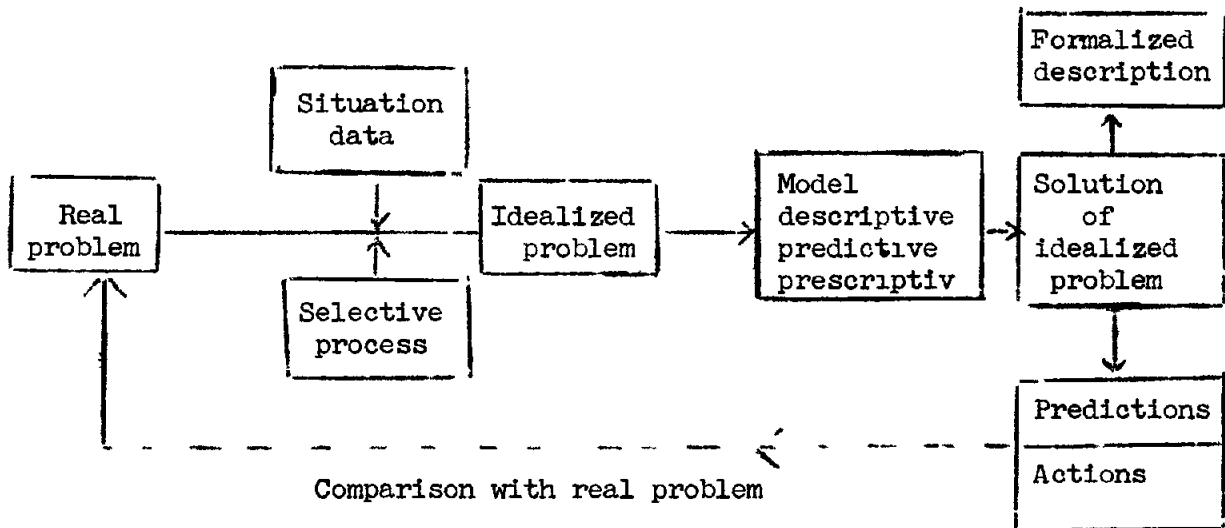 Formalized
description
Situation
data
Real
problem
Idealized
problem
Model
descriptive
predictive
prescriptiv
Solution
of
idealized
problem
Selective
process
Predictions
Actions
Comparison with real problem